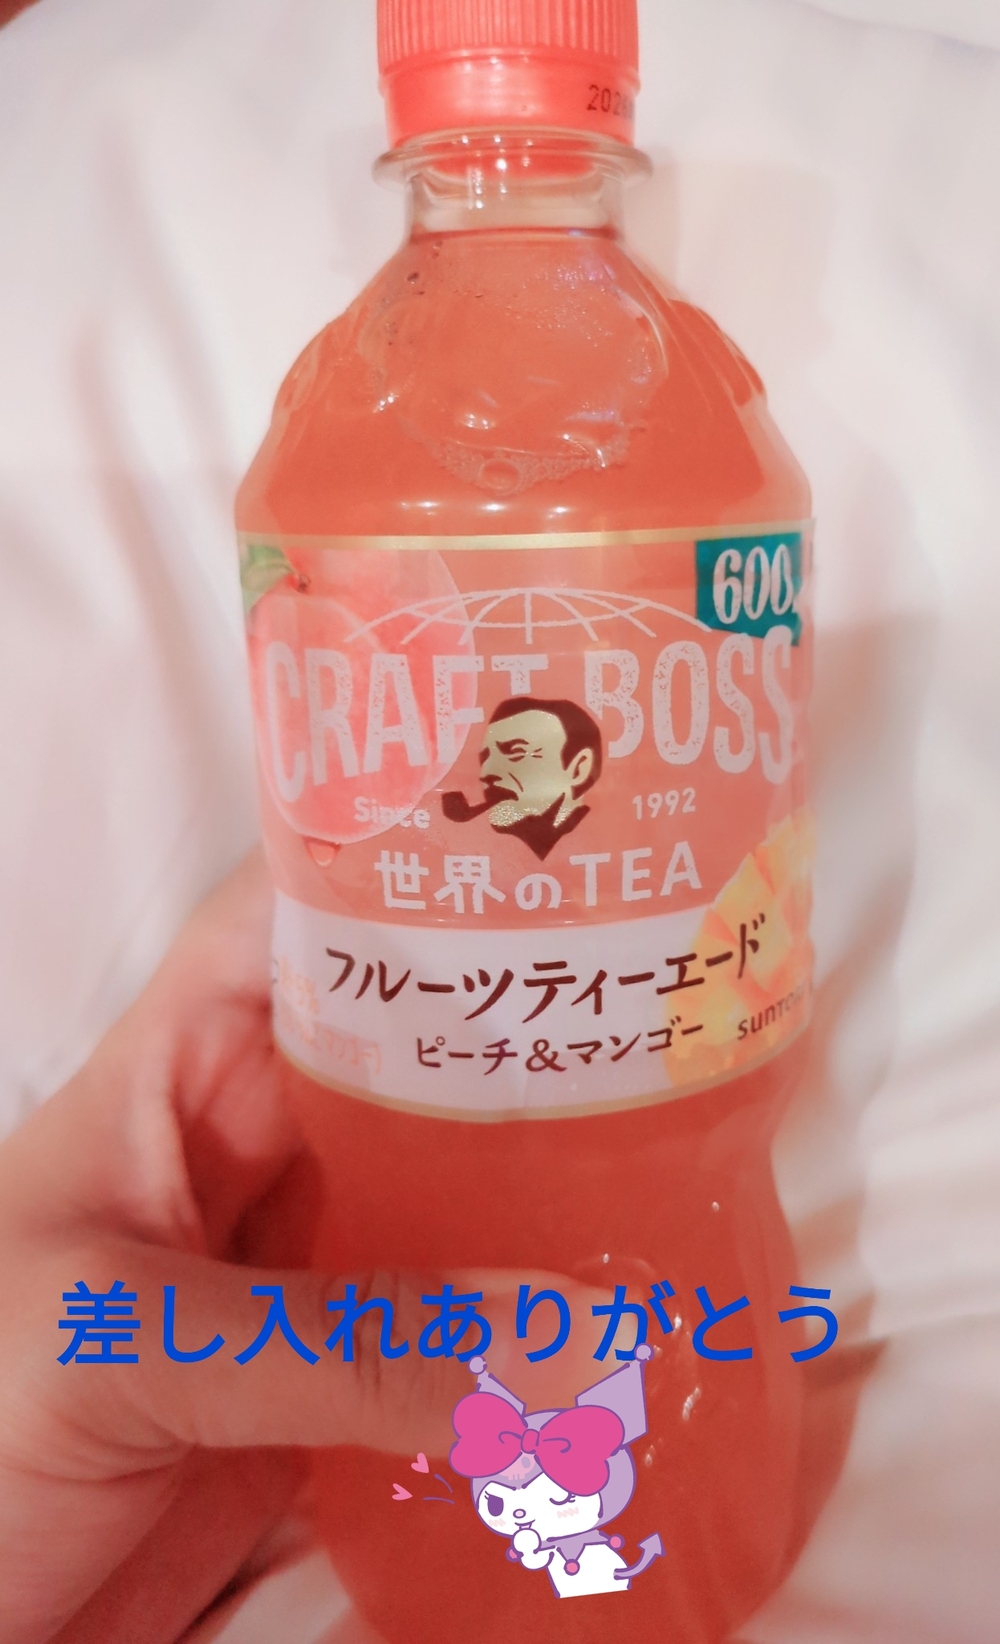 600
CRAFT BOSS
Since 1992
世界のTEA
フルーツティーエード
ピーチ&マンゴー
差し入れありがとう